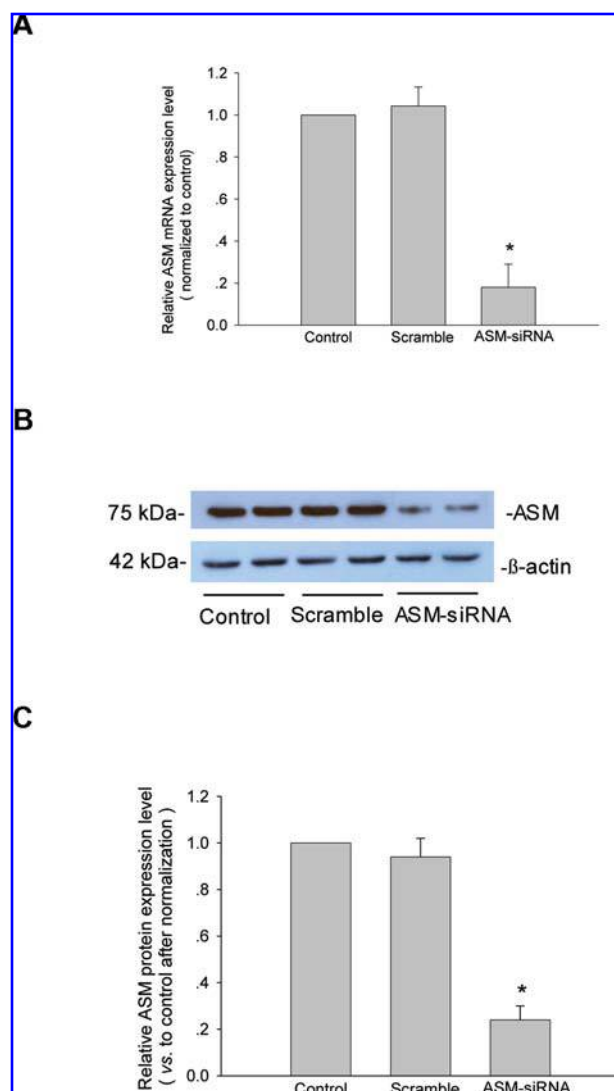 A
Relative ASM mRNA expression level
( normalized to control)
1.2
1.0
.8
.6
.4
.2
0.0
*
Control Scramble ASM-siRNA
B
75 kDa- -ASM
42 kDa- -ß-actin
Control Scramble ASM-siRNA
C
Relative ASM protein expression level
( vs. to control after normalization )
1.2
1.0
.8
.6
.4
.2
0.0
*
Control Scramble ASM-siRNA